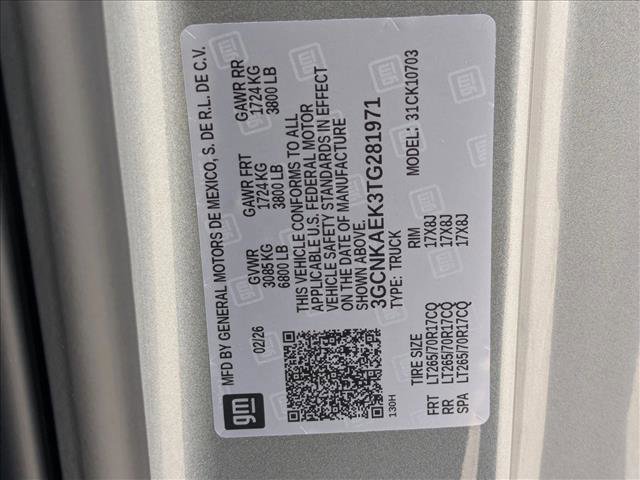 gm
MFD BY GENERAL MOTORS DE MEXICO, S. DE R.L. DE C.V.
02/26
GVWR GAWR FRT GAWR RR
3085 KG 1724 KG 1724 KG
6800 LB 3800 LB 3800 LB
THIS VEHICLE CONFORMS TO ALL
APPLICABLE U.S. FEDERAL MOTOR
VEHICLE SAFETY STANDARDS IN EFFECT
ON THE DATE OF MANUFACTURE
SHOWN ABOVE.
3GCNKAEK3TG281971
TYPE: TRUCK MODEL: 31CK10703
130H
TIRE SIZE RIM
FRT LT265/70R17CQ 17X8J
RR LT265/70R17CQ 17X8J
SPA LT265/70R17CQ 17X8J